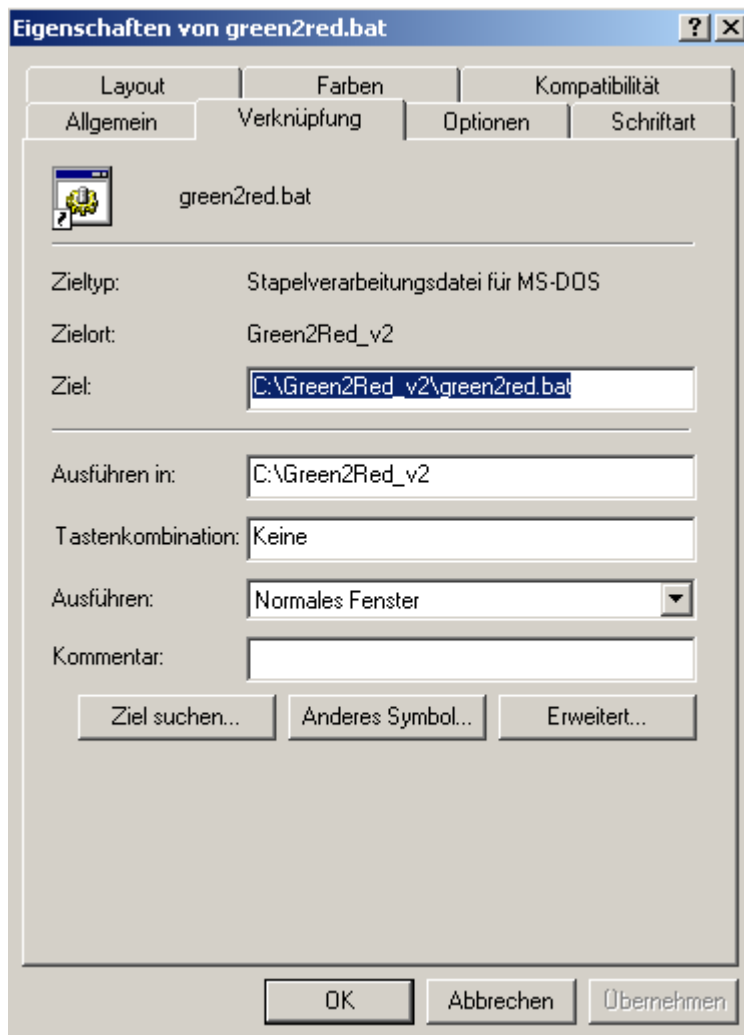 Eigenschaften von green2red.bat
Layout Farben Kompatibilität
Allgemein Verknüpfung Optionen Schriftart
green2red.bat
Zieltyp: Stapelverarbeitungsdatei für MS-DOS
Zielort: Green2Red_v2
Ziel: C:\Green2Red_v2\green2red.bat
Ausführen in: C:\Green2Red_v2
Tastenkombination: Keine
Ausführen: Normales Fenster
Kommentar:
Ziel suchen... Anderes Symbol... Erweitert...
OK Abbrechen Übernehmen